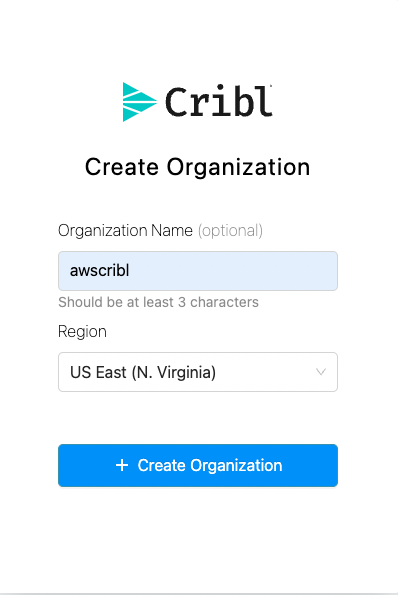 Cribl
Create Organization
Organization Name (optional)
awscribl
Should be at least 3 characters
Region
US East (N. Virginia)
+ Create Organization